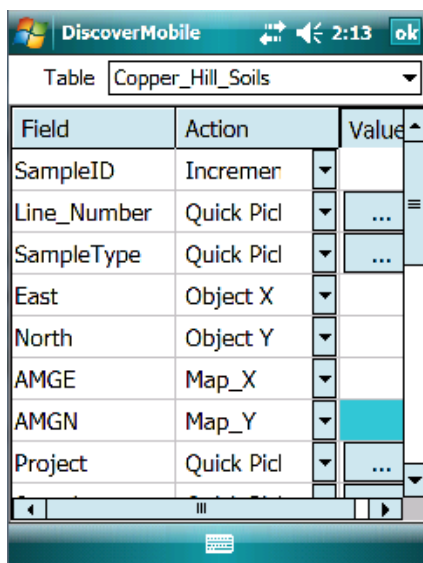 DiscoverMobile 2:13 ok
Table Copper_Hill_Soils
Field Action Value
SampleID Incremen
Line_Number Quick Picl ...
SampleType Quick Picl ...
East Object X
North Object Y
AMGE Map_X
AMGN Map_Y
Project Quick Picl ...